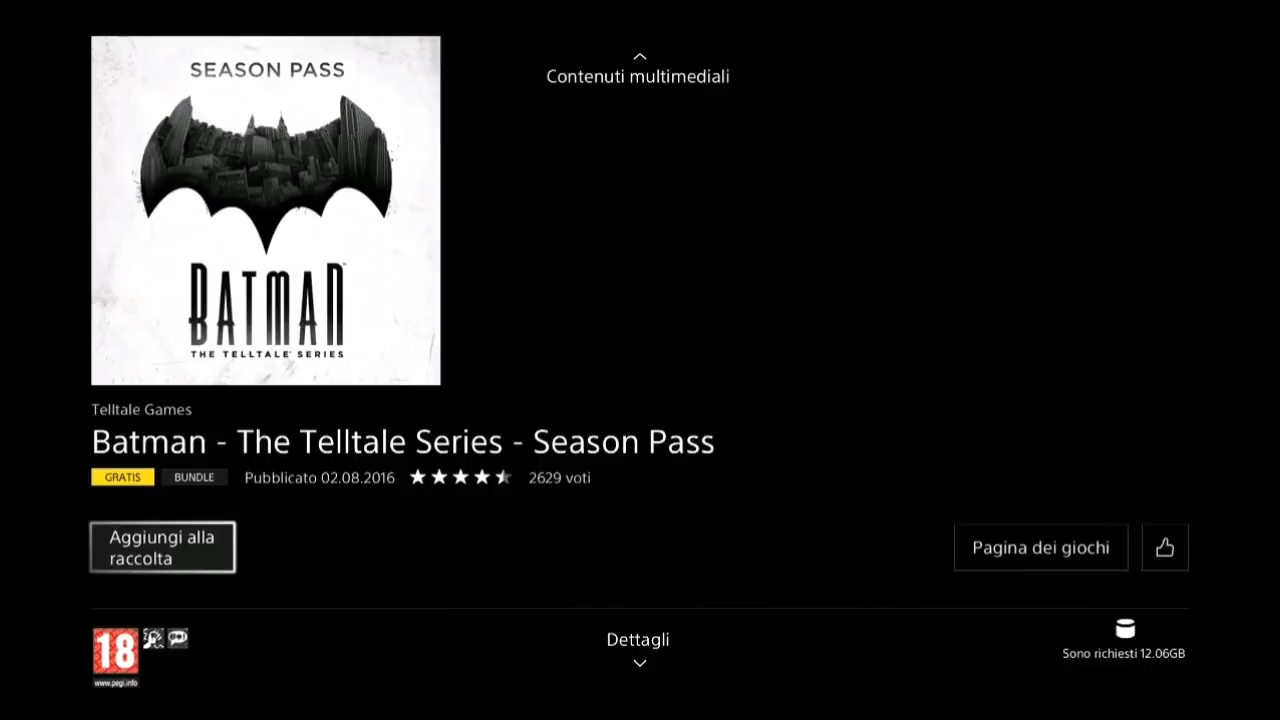 SEASON PASS
BATMAN
THE TELLTALE SERIES
Contenuti multimediali
Telltale Games
Batman - The Telltale Series - Season Pass
GRATIS BUNDLE Pubblicato 02.08.2016 2629 voti
Aggiungi alla
raccolta
Pagina dei giochi
18
www.pegi.info
Dettagli
Sono richiesti 12.06GB